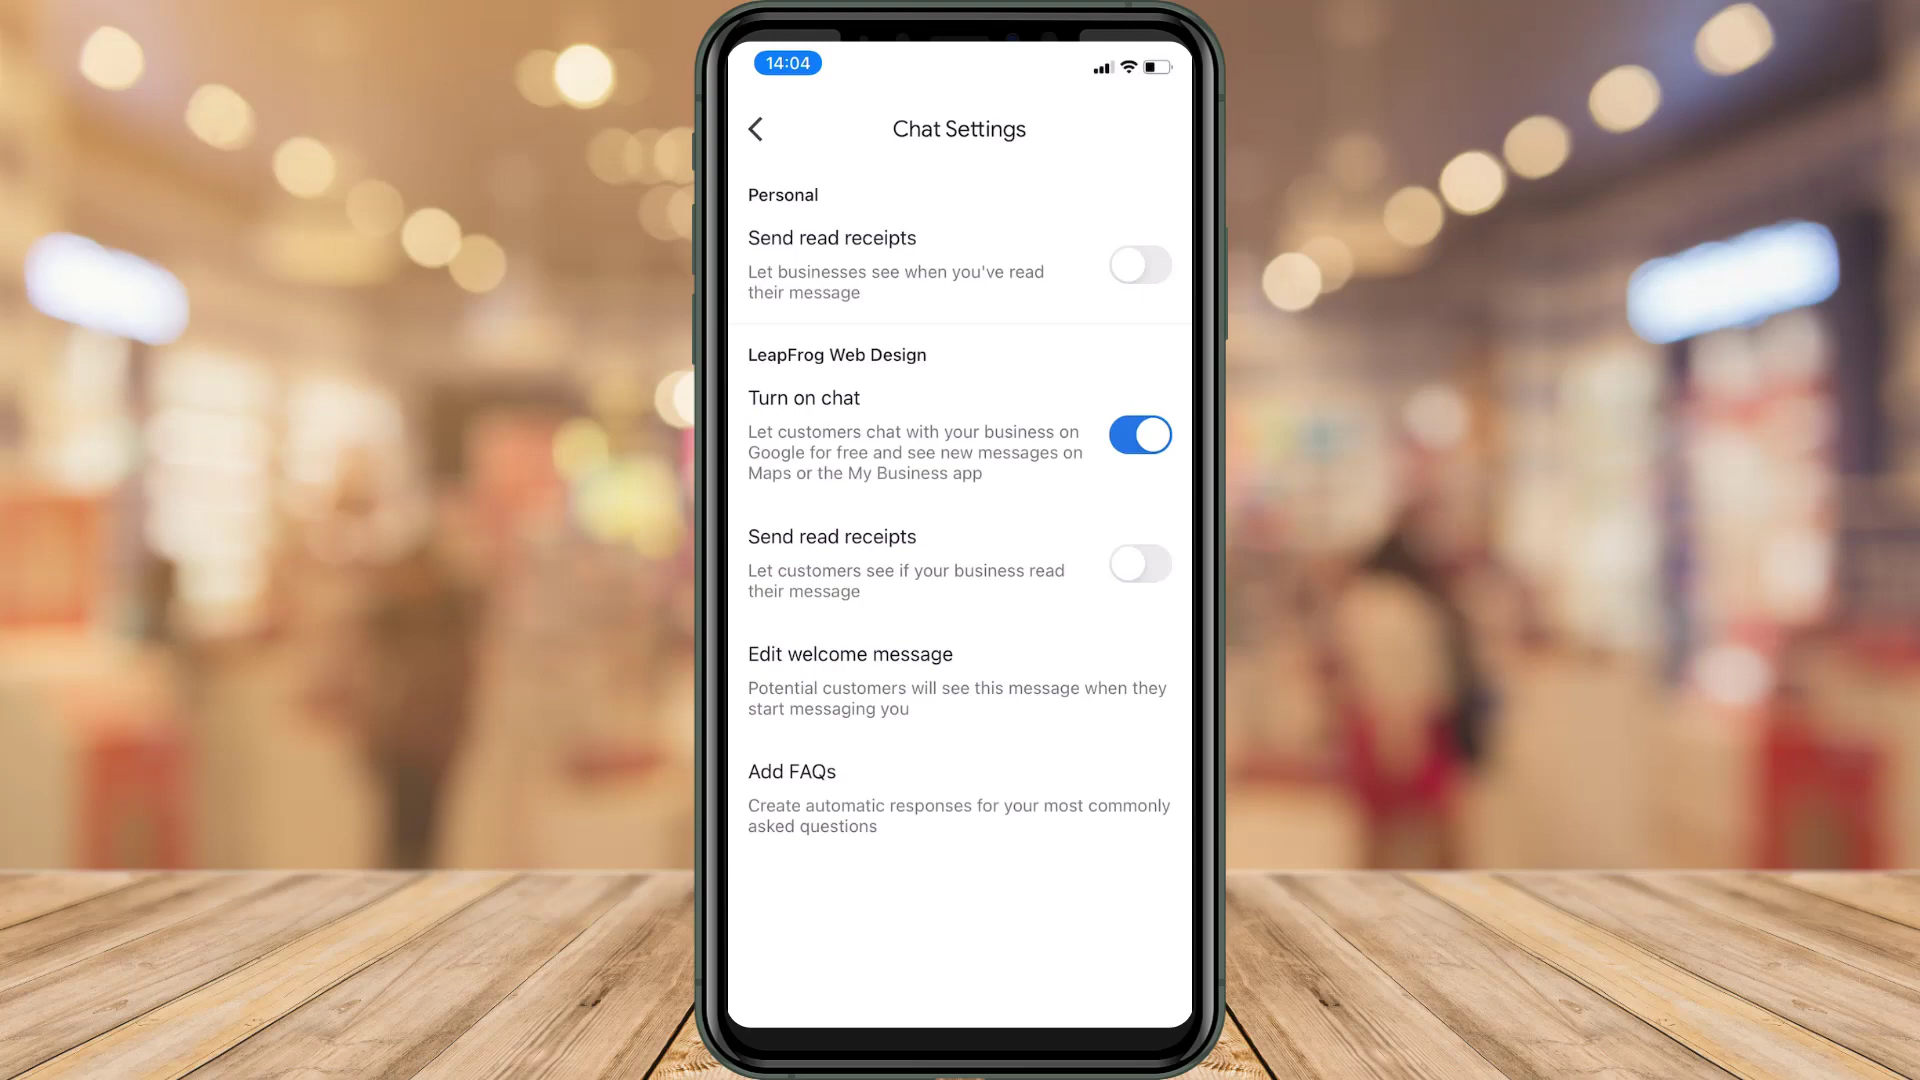 14:04
Chat Settings
Personal
Send read receipts
Let businesses see when you've read
their message
LeapFrog Web Design
Turn on chat
Let customers chat with your business on
Google for free and see new messages on
Maps or the My Business app
Send read receipts
Let customers see if your business read
their message
Edit welcome message
Potential customers will see this message when they
start messaging you
Add FAQs
Create automatic responses for your most commonly
asked questions